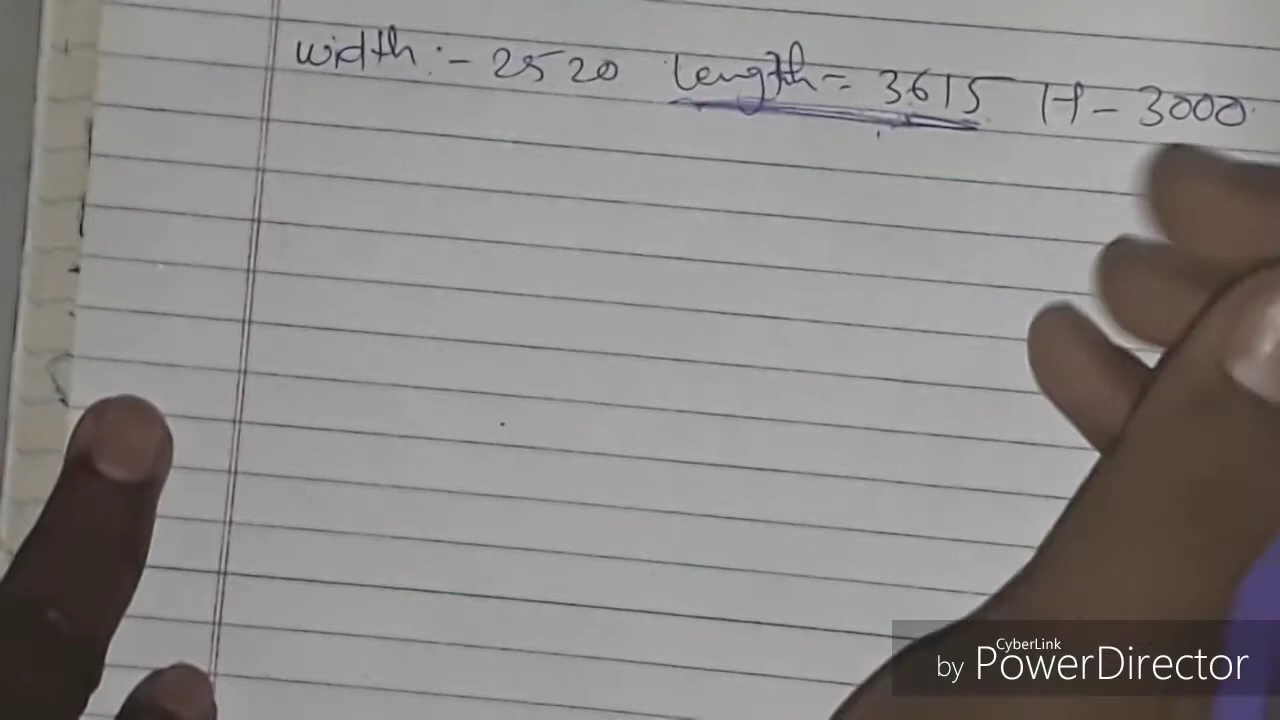 width :- 2520 Length = 3615 H - 3000
CyberLink
by PowerDirector